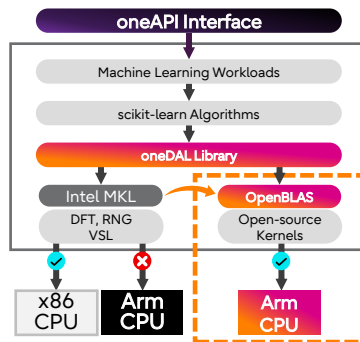 oneAPI Interface
Machine Learning Workloads
scikit-learn Algorithms
oneDAL Library
Intel MKL
OpenBLAS
DFT, RNG
VSL
Open-source
Kernels
x86
CPU
Arm
CPU
Arm
CPU